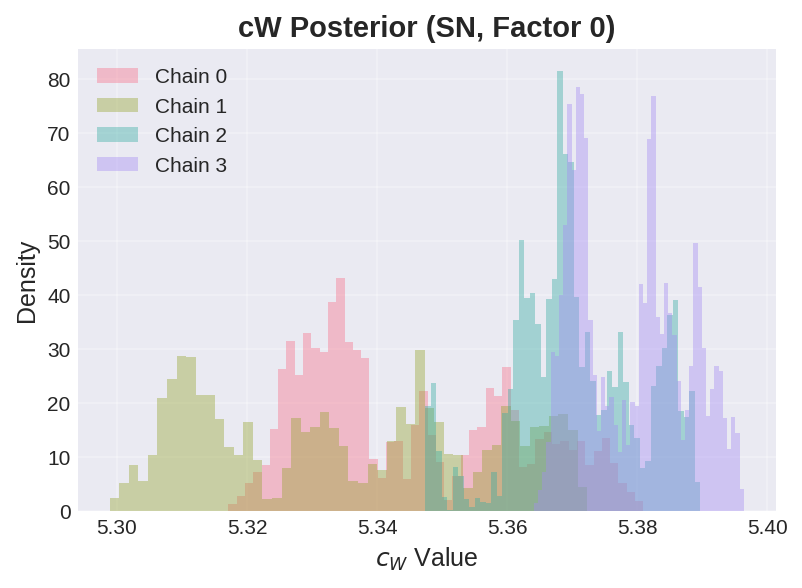 cW Posterior (SN, Factor 0)
Chain 0
Chain 1
Chain 2
Chain 3
Density
80
70
60
50
40
30
20
10
0
5.30 5.32 5.34 5.36 5.38 5.40
c_W Value